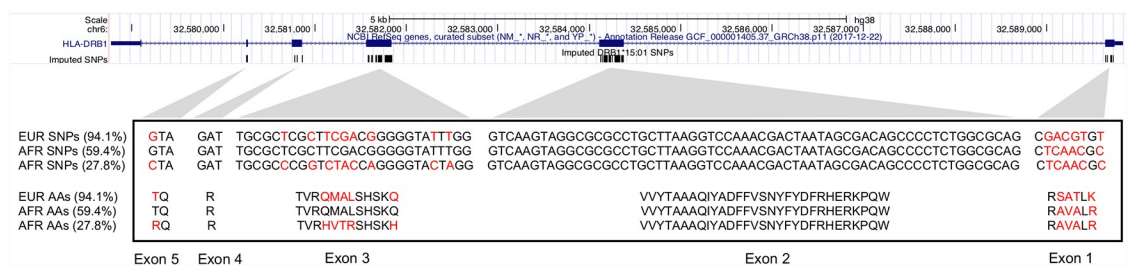 Scale 5 kb hg38
chr6: 32,580,000 32,581,000 32,582,000 32,583,000 32,584,000 32,585,000 32,586,000 32,587,000 32,588,000 32,589,000
NCBI RefSeq genes, curated subset (NM_*, NR_*, and YP_*) - Annotation Release GCF_000001405.37_GRCh38.p11 (2017-12-22)
HLA-DRB1
Imputed DRB1*15:01 SNPs
Imputed SNPs
EUR SNPs (94.1%) GTA GAT TGCGCTCGCTTCGACGGGGGTATTTGG GTCAAGTAGGCGCGCCTGCTTAAGGTCCAAACGACTAATAGCGACAGCCCCTCTGGCGCAG CGACGTGT
AFR SNPs (59.4%) GTA GAT TGCGCTCGCTTCGACGGGGGTATTTGG GTCAAGTAGGCGCGCCTGCTTAAGGTCCAAACGACTAATAGCGACAGCCCCTCTGGCGCAG CTCAACGC
AFR SNPs (27.8%) CTA GAT TGCGCCCGGTCTACCAGGGGTACTAGG GTCAAGTAGGCGCGCCTGCTTAAGGTCCAAACGACTAATAGCGACAGCCCCTCTGGCGCAG CTCAACGC
EUR AAs (94.1%) TQ R TVRQMALSHSKQ VVYTAAAQIYADFFVSNYFYDFRHERKPQW RSATLK
AFR AAs (59.4%) TQ R TVRQMALSHSKQ VVYTAAAQIYADFFVSNYFYDFRHERKPQW RAVALR
AFR AAs (27.8%) RQ R TVRHVTRSHSKH VVYTAAAQIYADFFVSNYFYDFRHERKPQW RAVALR
Exon 5 Exon 4 Exon 3 Exon 2 Exon 1